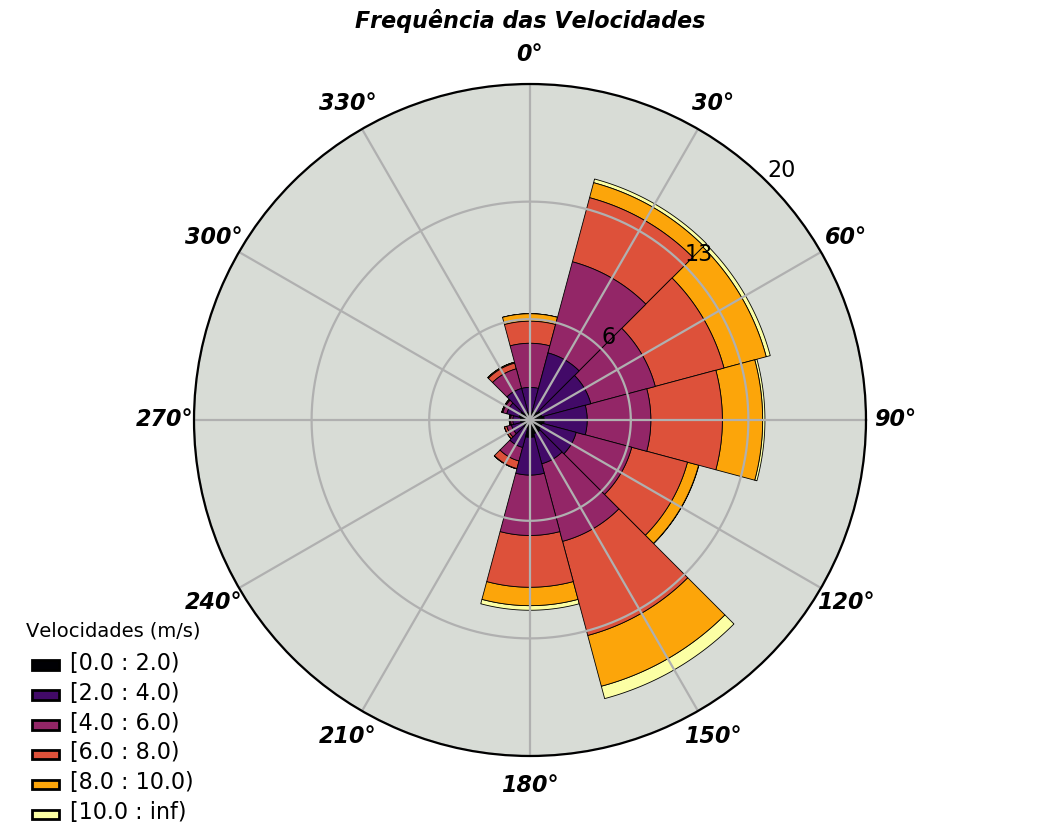 Frequência das Velocidades
0°
330°
30°
20
300°
60°
13
6
270°
90°
240°
120°
Velocidades (m/s)
[0.0 : 2.0)
[2.0 : 4.0)
[4.0 : 6.0)
210°
150°
[6.0 : 8.0)
180°
[8.0 : 10.0)
[10.0 : inf)